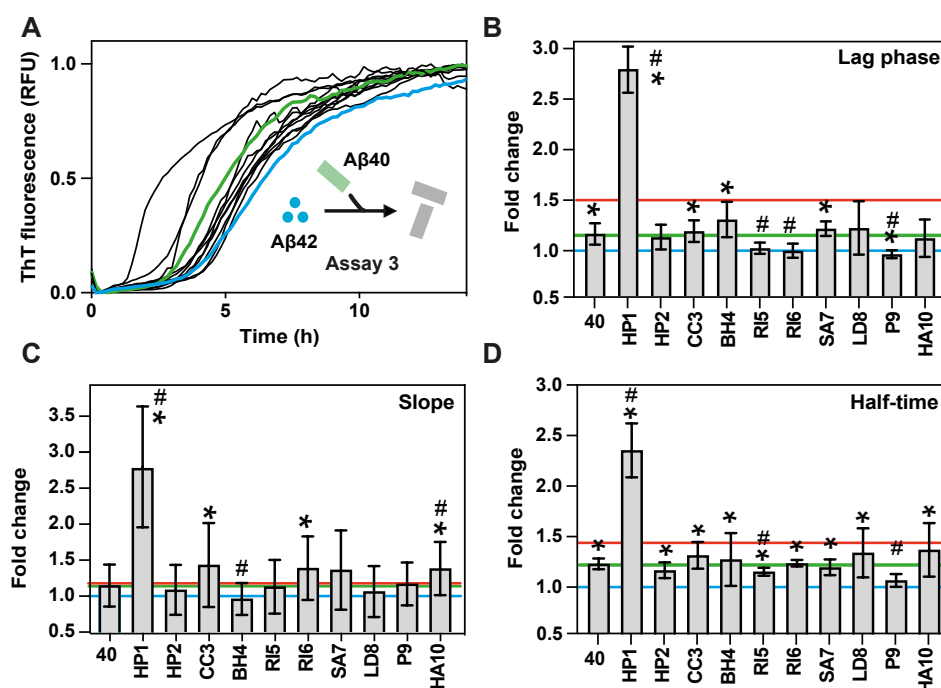 A
ThT fluorescence (RFU)
1.0
0.5
0.0
0
5
10
Time (h)
Aβ40
Aβ42
Assay 3
B
Lag phase
Fold change
3.0
2.5
2.0
1.5
1.0
0.5
#
*
*
*
*
#
#
*
#
*
40
HP1
HP2
CC3
BH4
RI5
RI6
SA7
LD8
P9
HA10
C
Slope
Fold change
3.5
3.0
2.5
2.0
1.5
1.0
0.5
#
*
*
#
*
#
*
40
HP1
HP2
CC3
BH4
RI5
RI6
SA7
LD8
P9
HA10
D
Half-time
Fold change
3.0
2.5
2.0
1.5
1.0
0.5
*
#
*
*
*
*
#
*
*
*
*
#
*
40
HP1
HP2
CC3
BH4
RI5
RI6
SA7
LD8
P9
HA10